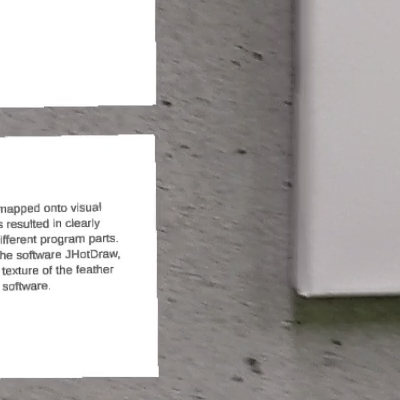 mapped onto visual
s resulted in clearly
ifferent program parts.
he software JHotDraw,
texture of the feather
software.